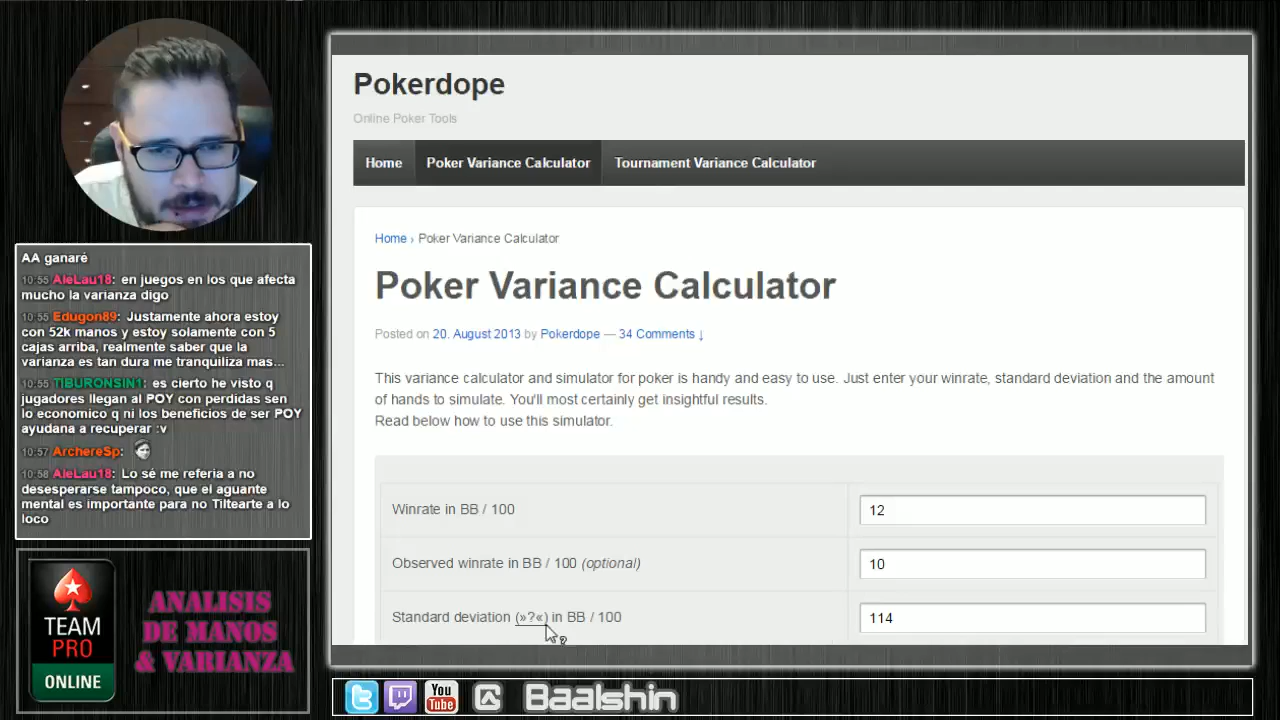 AA ganaré
10:55 AleLau18: en juegos en los que afecta
mucho la varianza digo
10:55 Edugon89: Justamente ahora estoy
con 52k manos y estoy solamente con 5
cajas arriba, realmente saber que la
varianza es tan dura me tranquiliza mas...
10:55 TIBURONSIN1: es cierto he visto q
jugadores llegan al POY con perdidas sen
lo economico q ni los beneficios de ser POY
ayudana a recuperar :v
10:57 ArchereSp:
10:58 AleLau18: Lo sé me referia a no
desesperarse tampoco, que el aguante
mental es importante para no Tiltearte a lo
loco
TEAM
PRO
ONLINE
ANALISIS
DE MANOS
& VARIANZA
Pokerdope
Online Poker Tools
Home Poker Variance Calculator Tournament Variance Calculator
Home › Poker Variance Calculator
Poker Variance Calculator
Posted on 20. August 2013 by Pokerdope — 34 Comments ↓
This variance calculator and simulator for poker is handy and easy to use. Just enter your winrate, standard deviation and the amount
of hands to simulate. You'll most certainly get insightful results.
Read below how to use this simulator.
Winrate in BB / 100 12
Observed winrate in BB / 100 (optional) 10
Standard deviation (»?«) in BB / 100 114
You
Tube
Baalshin